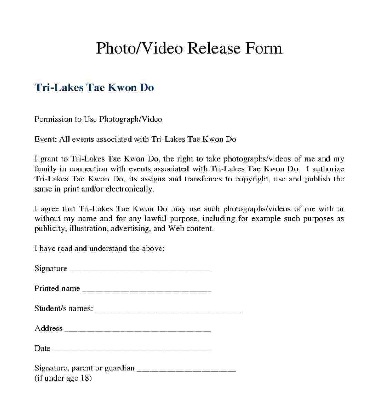 Photo/Video Release Form
Tri-Lakes Tae Kwon Do
Permission to Use Photograph/Video
Event: All events associated with Tri-Lakes Tae Kwon Do
I grant to Tri-Lakes Tae Kwon Do, the right to take photographs/videos of me and my
family in connection with events associated with Tri-Lakes Tae Kwon Do. I authorize
Tri-Lakes Tae Kwon Do, its assigns and transferees to copyright, use and publish the
same in print and/or electronically.
I agree that Tri-Lakes Tae Kwon Do may use such photographs/videos of me with or
without my name and for any lawful purpose, including for example such purposes as
publicity, illustration, advertising, and Web content.
I have read and understand the above:
Signature ______________________________
Printed name ___________________________
Student/s names: ________________________________
Address ________________________________
Date ___________________________________
Signature, parent or guardian _____________________
(if under age 18)